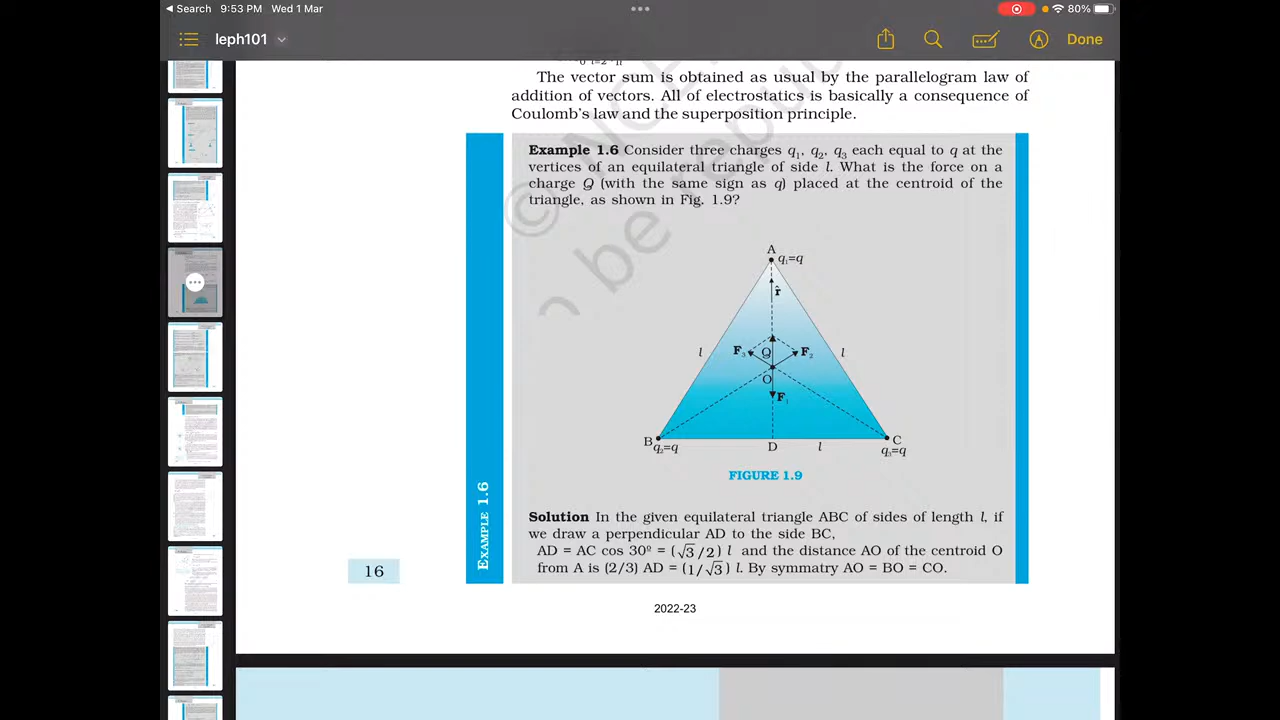 Search 9:53 PM Wed 1 Mar 80%
leph101 Done
The vector is obtained as usual by the parallelogram law of
addition of vectors. All of electrostatics is basically a consequence of
Coulomb's law and the superposition principle.
Example 1.6 Consider three charges q₁, q₂, q₃ each equal to q at the
vertices of an equilateral triangle of side l. What is the force on a
charge Q (with the same sign as q) placed at the centroid of the
triangle, as shown in Fig.
A
q₁=q
r̂
l l
F₃ Q F₂
O
F
B C
D
=q q₃=q
FIGURE
EXAMPLE 1.6
Solution In the given equilateral triangle ABC of sides of length l, if
we draw a perpendicular AD to the side BC,
AD = AC cos 30º = (√3/2) l and the distance AO of the centroid O
from A is (2/3) AD = (1/√3) l. By symmetry AO = BO = CO.
16
2022-23